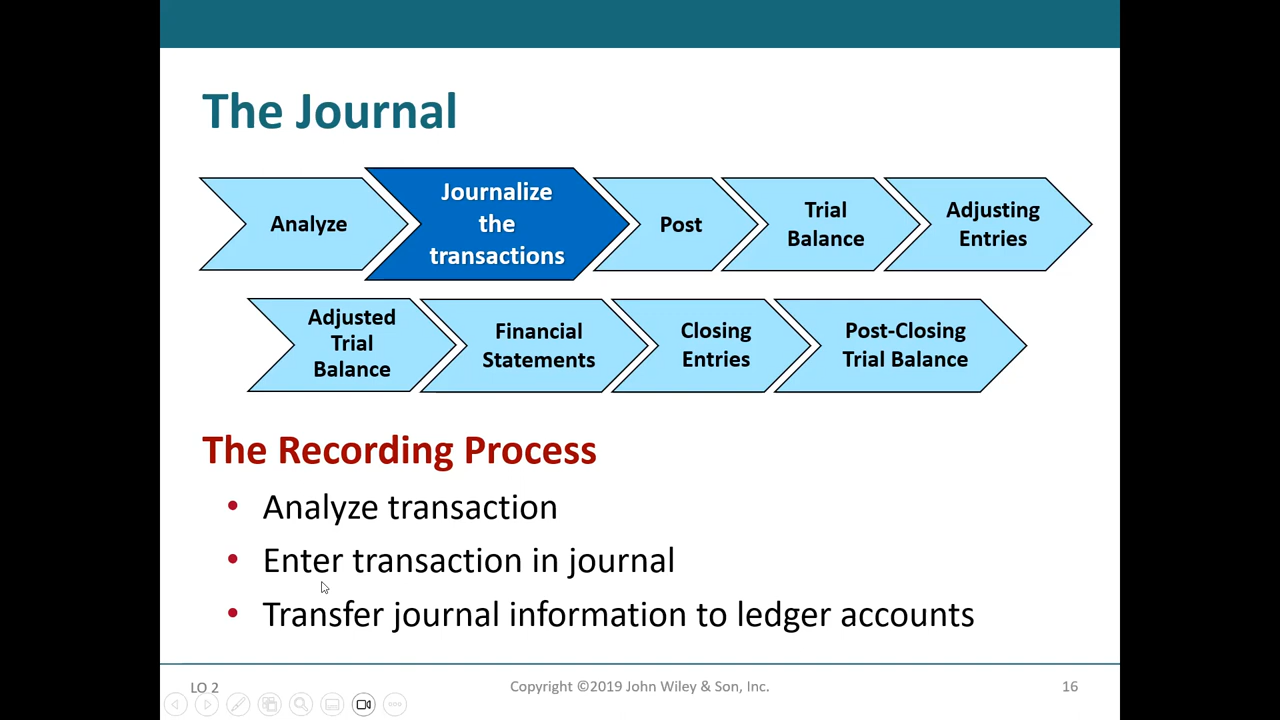 The Journal
Analyze
Journalize
the
transactions
Post
Trial
Balance
Adjusting
Entries
Adjusted
Trial
Balance
Financial
Statements
Closing
Entries
Post-Closing
Trial Balance
The Recording Process
• Analyze transaction
• Enter transaction in journal
• Transfer journal information to ledger accounts
LO 2
Copyright ©2019 John Wiley & Son, Inc.
16